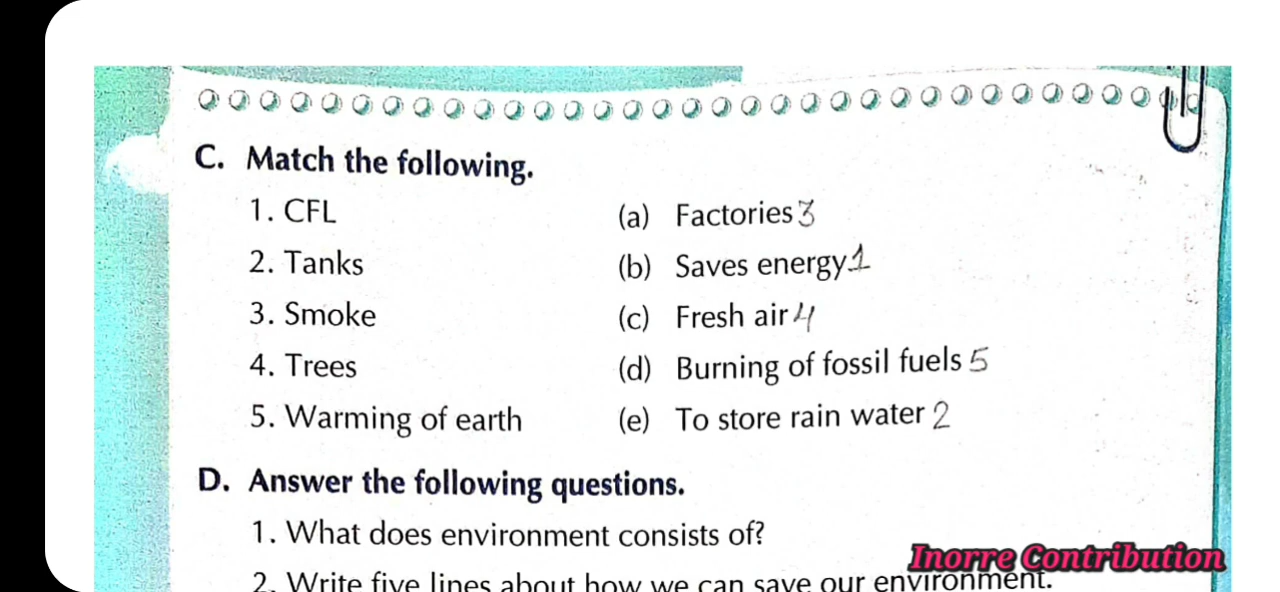 C. Match the following.
1. CFL (a) Factories 3
2. Tanks (b) Saves energy 1
3. Smoke (c) Fresh air 4
4. Trees (d) Burning of fossil fuels 5
5. Warming of earth (e) To store rain water 2
D. Answer the following questions.
1. What does environment consists of?
2. Write five lines about how we can save our environment.
Inorre Contribution